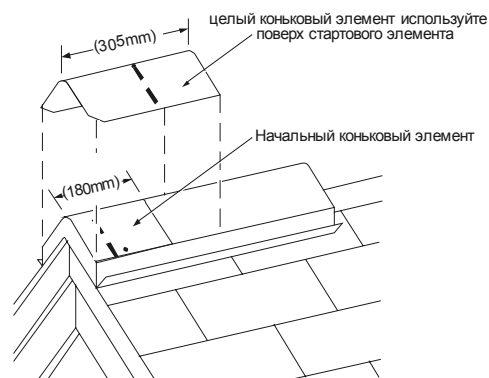 целый коньковый элемент используйте
поверх стартового элемента
(305mm)
Начальный коньковый элемент
(180mm)